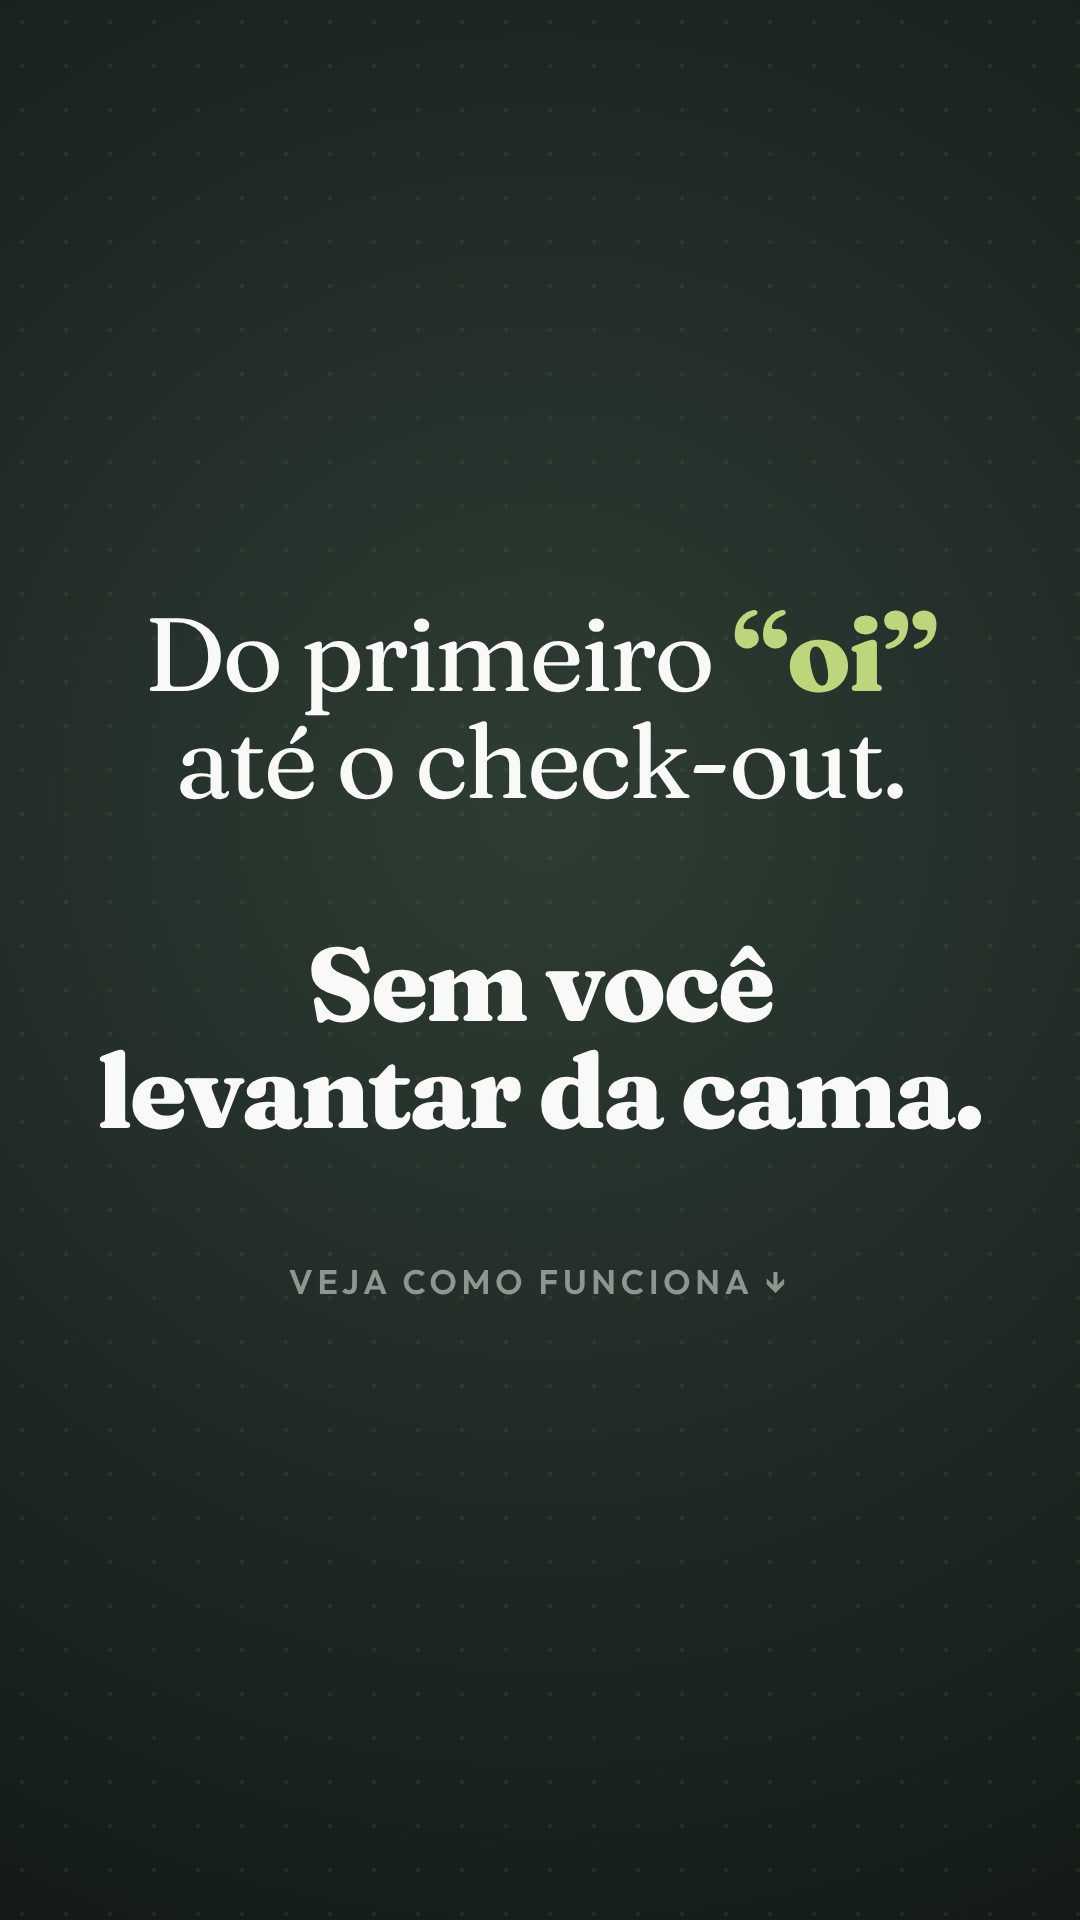 Do primeiro “oi”
até o check-out.
Sem você
levantar da cama.
VEJA COMO FUNCIONA ↓